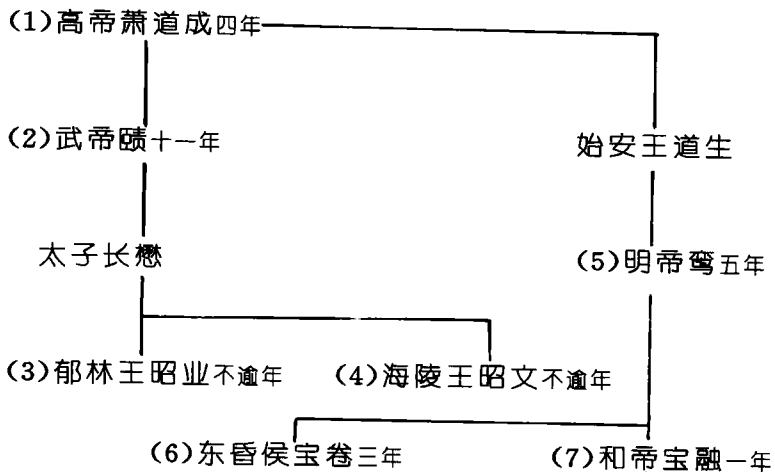 (1)高帝萧道成四年
(2)武帝赜十一年 始安王道生
太子长懋 (5)明帝鸾五年
(3)郁林王昭业不逾年 (4)海陵王昭文不逾年
(6)东昏侯宝卷三年 (7)和帝宝融一年